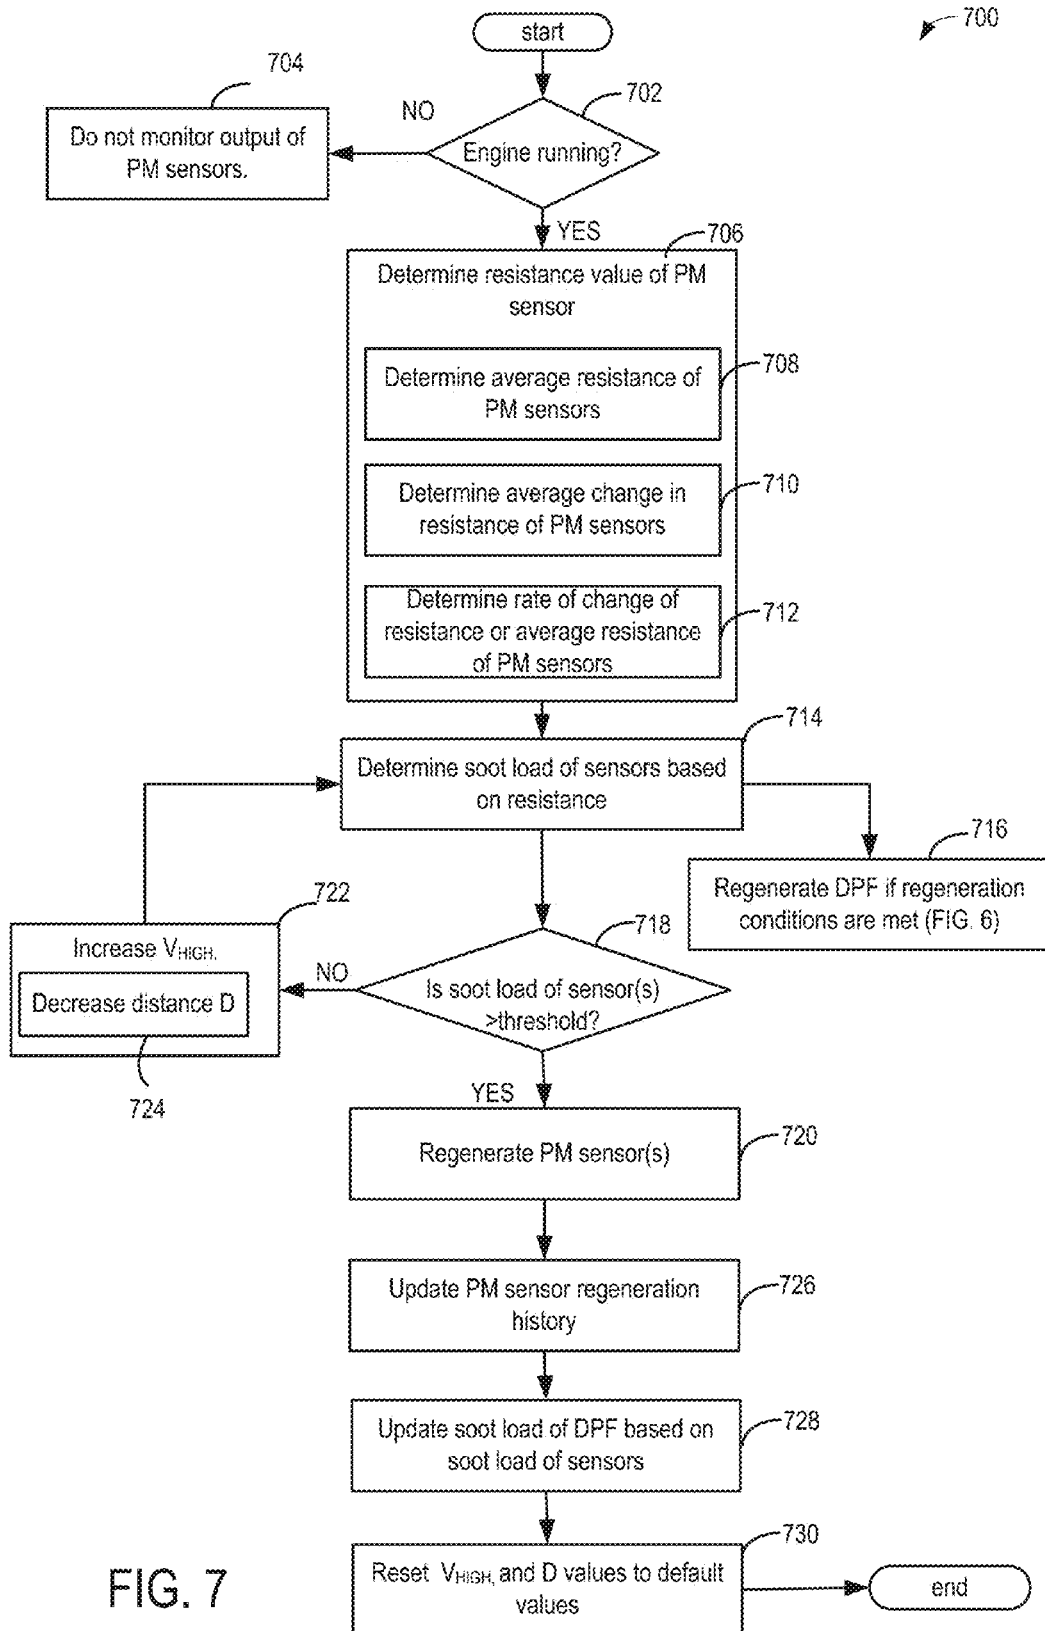 700
start
704
702
NO
Do not monitor output of
PM sensors.
Engine running?
YES
706
Determine resistance value of PM
sensor
708
Determine average resistance of
PM sensors
710
Determine average change in
resistance of PM sensors
712
Determine rate of change of
resistance or average resistance
of PM sensors
714
Determine soot load of sensors based
on resistance
716
Regenerate DPF if regeneration
conditions are met (FIG. 6)
722
718
Increase VHIGH.
NO
Decrease distance D
Is soot load of sensor(s)
>threshold?
724
YES
720
Regenerate PM sensor(s)
726
Update PM sensor regeneration
history
728
Update soot load of DPF based on
soot load of sensors
730
Reset VHIGH, and D values to default
values
end
FIG. 7